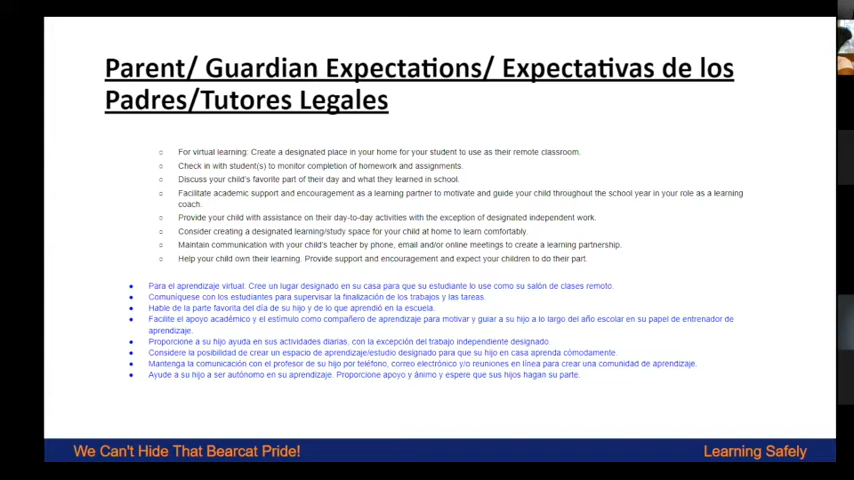 Parent/ Guardian Expectations/ Expectativas de los
Padres/Tutores Legales
For virtual learning: Create a designated place in your home for your student to use as their remote classroom.
Check in with student(s) to monitor completion of homework and assignments.
Discuss your child's favorite part of their day and what they learned in school.
Facilitate academic support and encouragement as a learning partner to motivate and guide your child throughout the school year in your role as a learning
coach.
Provide your child with assistance on their day-to-day activities with the exception of designated independent work.
Consider creating a designated learning/study space for your child at home to learn comfortably.
Maintain communication with your child's teacher by phone, email and/or online meetings to create a learning partnership.
Help your child own their learning. Provide support and encouragement and expect your children to do their part.
Para el aprendizaje virtual. Cree un lugar designado en su casa para que su estudiante lo use como su salón de clases remoto.
Comuníquese con los estudiantes para supervisar la finalización de los trabajos y las tareas.
Hable de la parte favorita del día de su hijo y de lo que aprendió en la escuela.
Facilite el apoyo académico y el estímulo como compañero de aprendizaje para motivar y guiar a su hijo a lo largo del año escolar en su papel de entrenador de
aprendizaje.
Proporcione a su hijo ayuda en sus actividades diarias, con la excepción del trabajo independiente designado.
Considere la posibilidad de crear un espacio de aprendizaje/estudio designado para que su hijo en casa aprenda cómodamente.
Mantenga la comunicación con el profesor de su hijo por teléfono, correo electrónico y/o reuniones en línea para crear una comunidad de aprendizaje.
Ayude a su hijo a ser autónomo en su aprendizaje. Proporcione apoyo y ánimo y espere que sus hijos hagan su parte.
We Can't Hide That Bearcat Pride!
Learning Safely